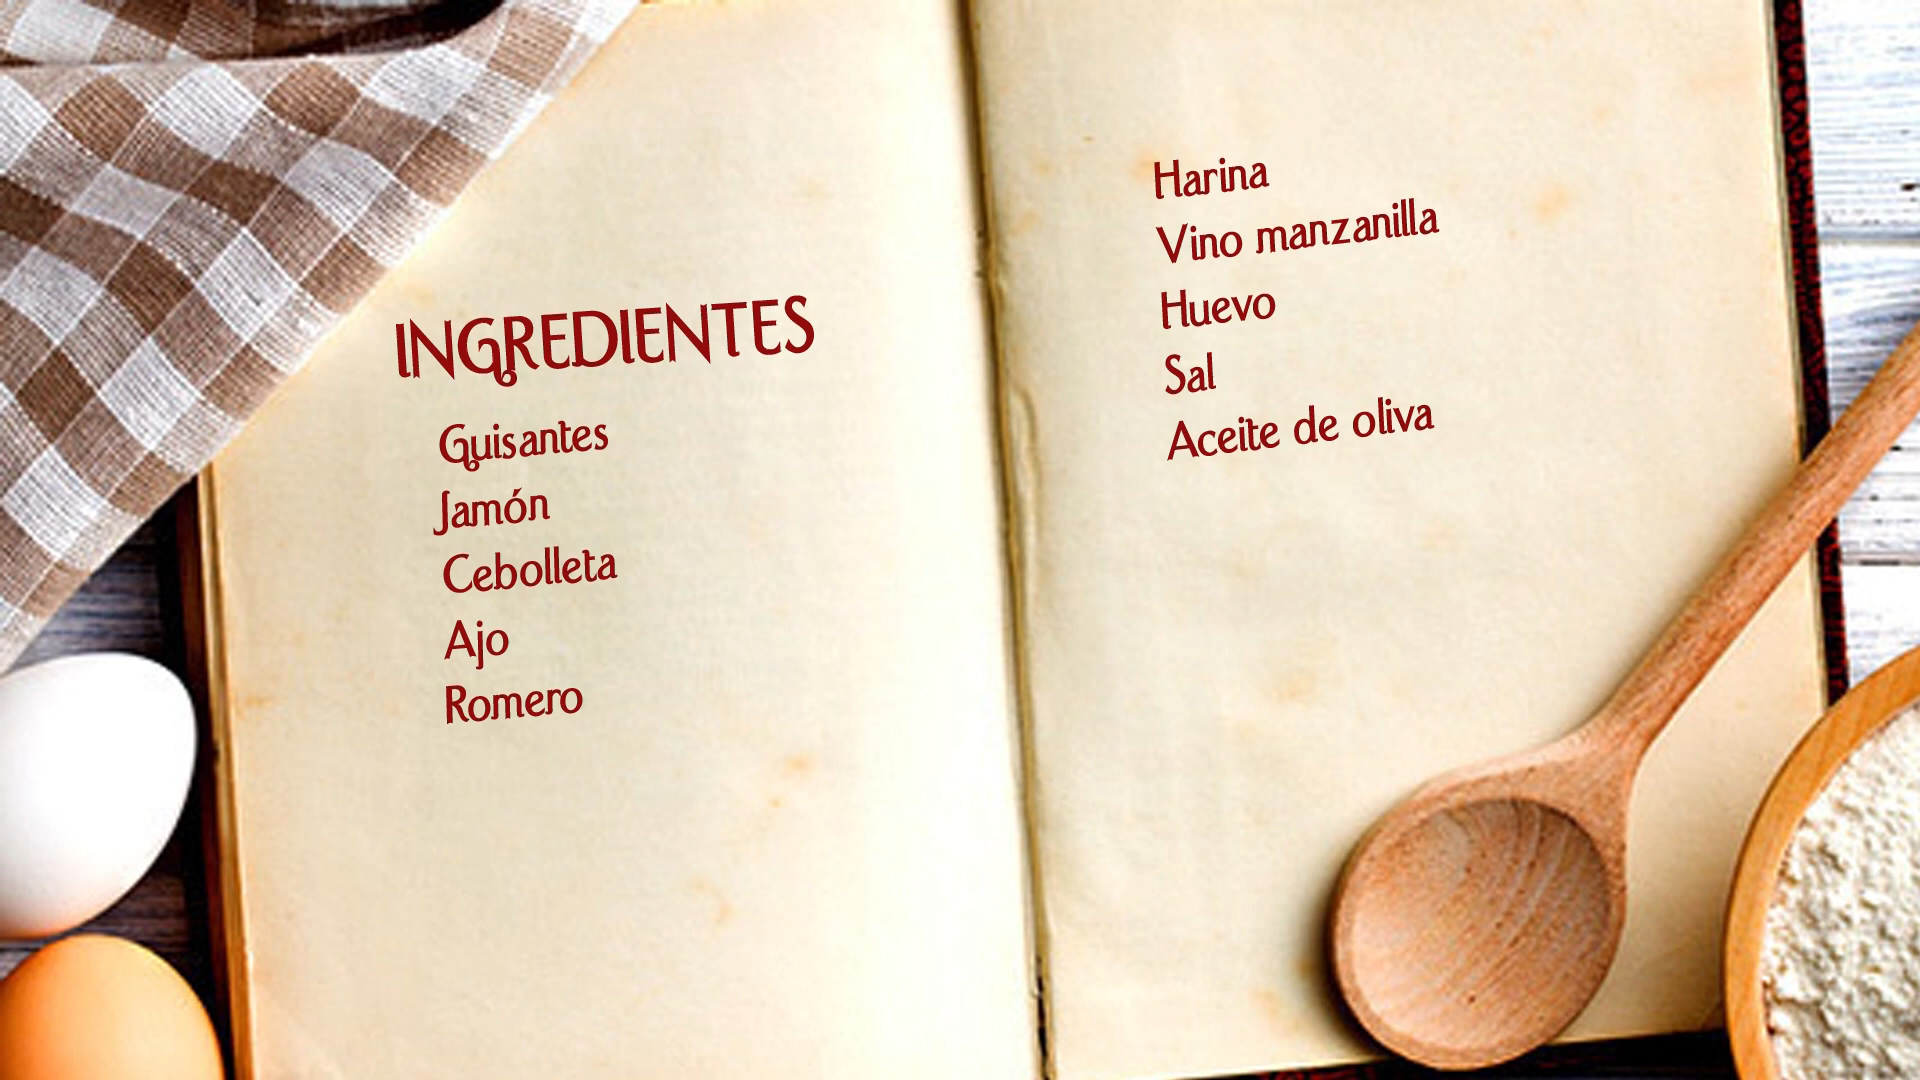 INGREDIENTES
Guisantes
Jamón
Cebolleta
Ajo
Romero
Harina
Vino manzanilla
Huevo
Sal
Aceite de oliva